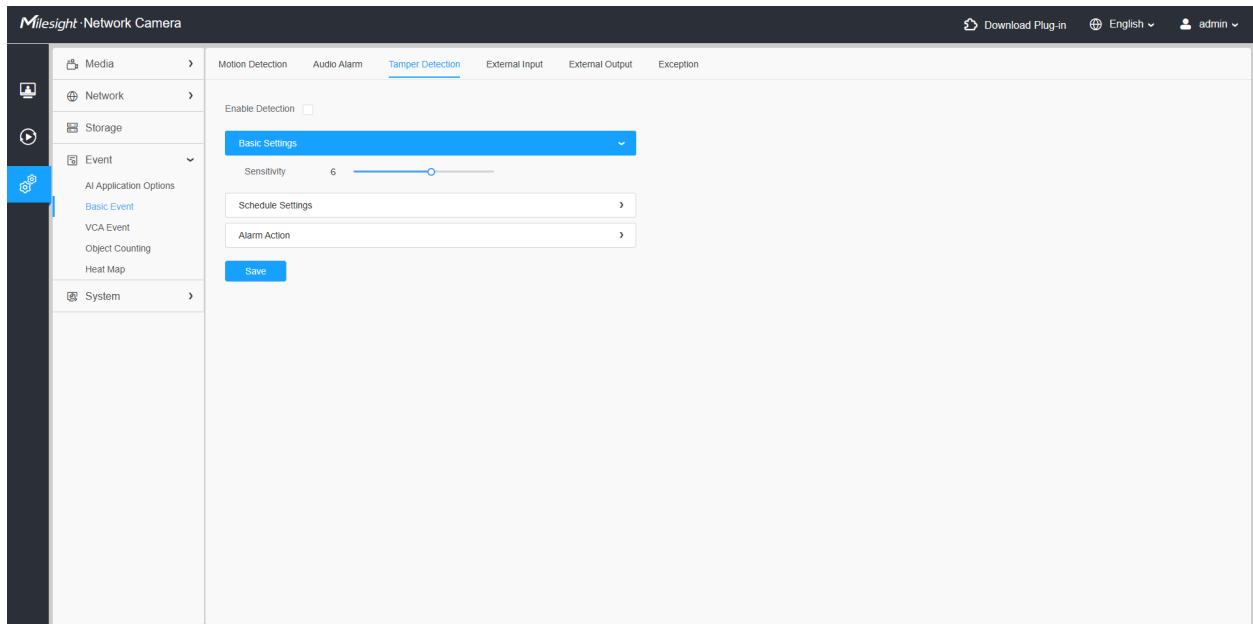 Milesight ·Network Camera
Download Plug-in
English
admin
Media
Network
Storage
Event
AI Application Options
Basic Event
VCA Event
Object Counting
Heat Map
System
Motion Detection Audio Alarm Tamper Detection External Input External Output Exception
Enable Detection
Basic Settings
Sensitivity 6
Schedule Settings
Alarm Action
Save